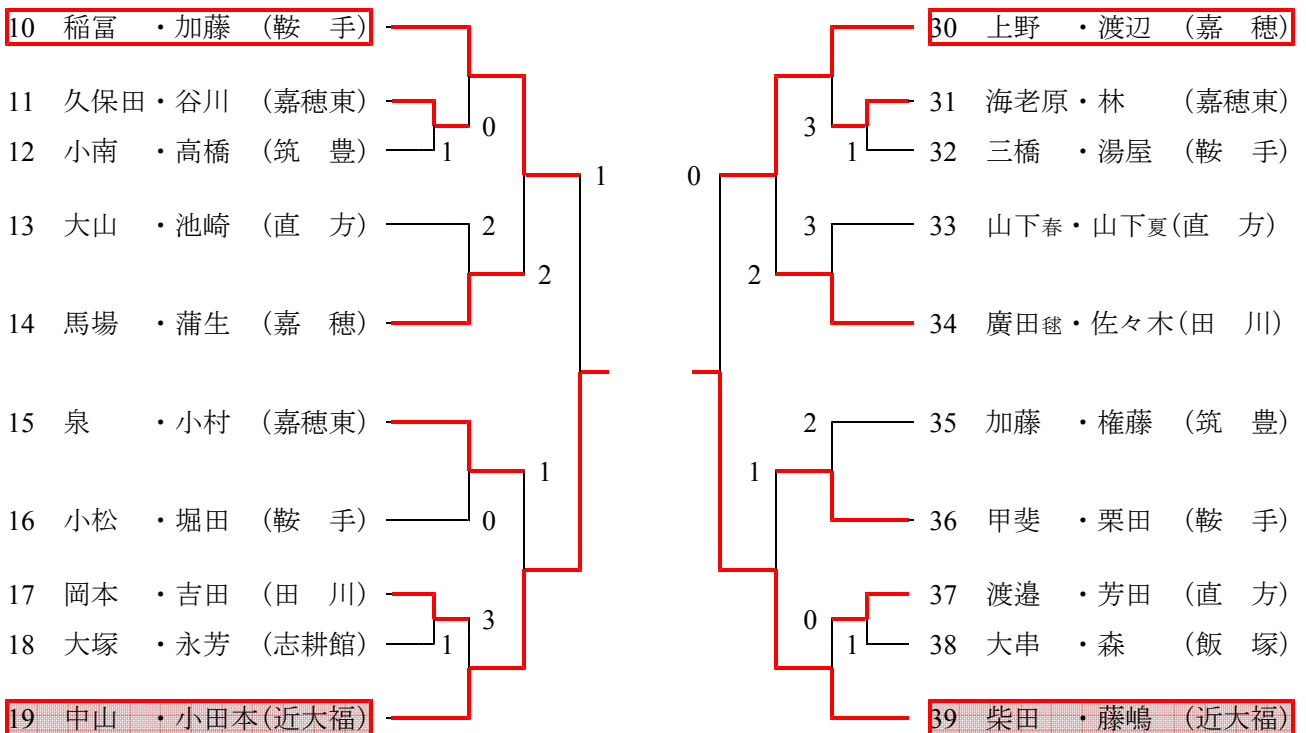 10 稲冨 ・加藤 (鞍 手)
11 久保田・谷川 (嘉穂東)
0
12 小南 ・高橋 (筑 豊)
1
1
13 大山 ・池崎 (直 方)
2
2
14 馬場 ・蒲生 (嘉 穂)
15 泉 ・小村 (嘉穂東)
1
16 小松 ・堀田 (鞍 手)
0
17 岡本 ・吉田 (田 川)
3
18 大塚 ・永芳 (志耕館)
1
19 中山 ・小田本(近大福)
30 上野 ・渡辺 (嘉 穂)
31 海老原・林 (嘉穂東)
3
1
32 三橋 ・湯屋 (鞍 手)
0
3
33 山下春・山下夏(直 方)
2
34 廣田毬・佐々木(田 川)
2
35 加藤 ・権藤 (筑 豊)
1
36 甲斐 ・栗田 (鞍 手)
37 渡邉 ・芳田 (直 方)
0
1
38 大串 ・森 (飯 塚)
39 柴田 ・藤嶋 (近大福)